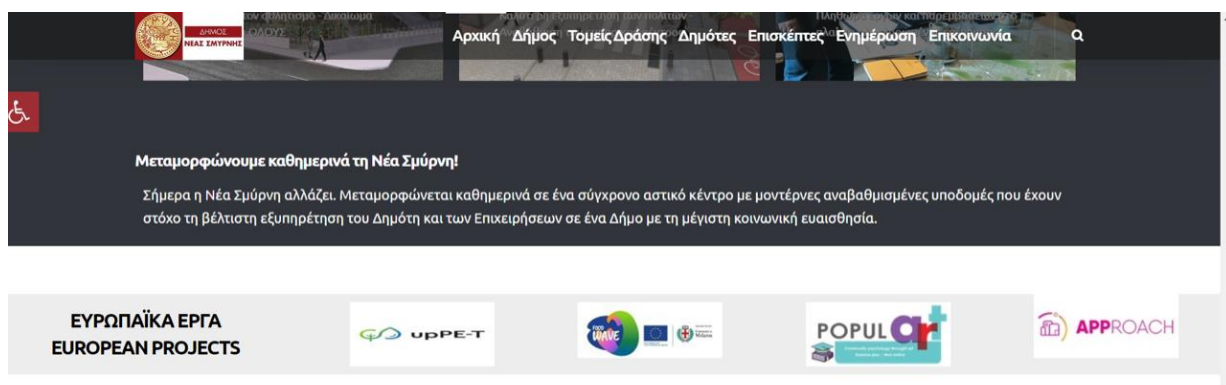 ΔΗΜΟΣ
ΝΕΑΣ ΣΜΥΡΝΗΣ
Αρχική Δήμος Τομείς Δράσης Δημότες Επισκέπτες Ενημέρωση Επικοινωνία
Μεταμορφώνουμε καθημερινά τη Νέα Σμύρνη!
Σήμερα η Νέα Σμύρνη αλλάζει. Μεταμορφώνεται καθημερινά σε ένα σύγχρονο αστικό κέντρο με μοντέρνες αναβαθμισμένες υποδομές που έχουν
στόχο τη βέλτιστη εξυπηρέτηση του Δημότη και των Επιχειρήσεων σε ένα Δήμο με τη μέγιστη κοινωνική ευαισθησία.
ΕΥΡΩΠΑΪΚΑ ΕΡΓΑ
EUROPEAN PROJECTS
upPE-T
FOOD
WAVE
POPULart
APPROACH